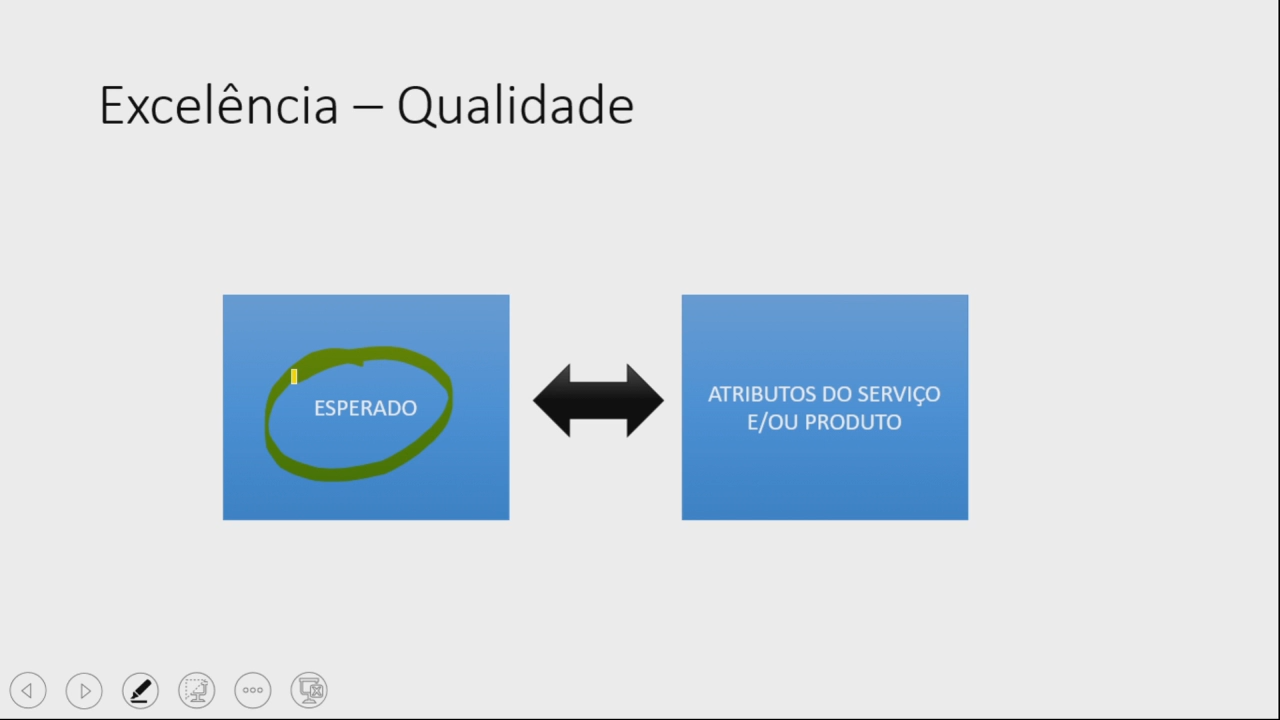 Excelência – Qualidade
ESPERADO
ATRIBUTOS DO SERVIÇO
E/OU PRODUTO